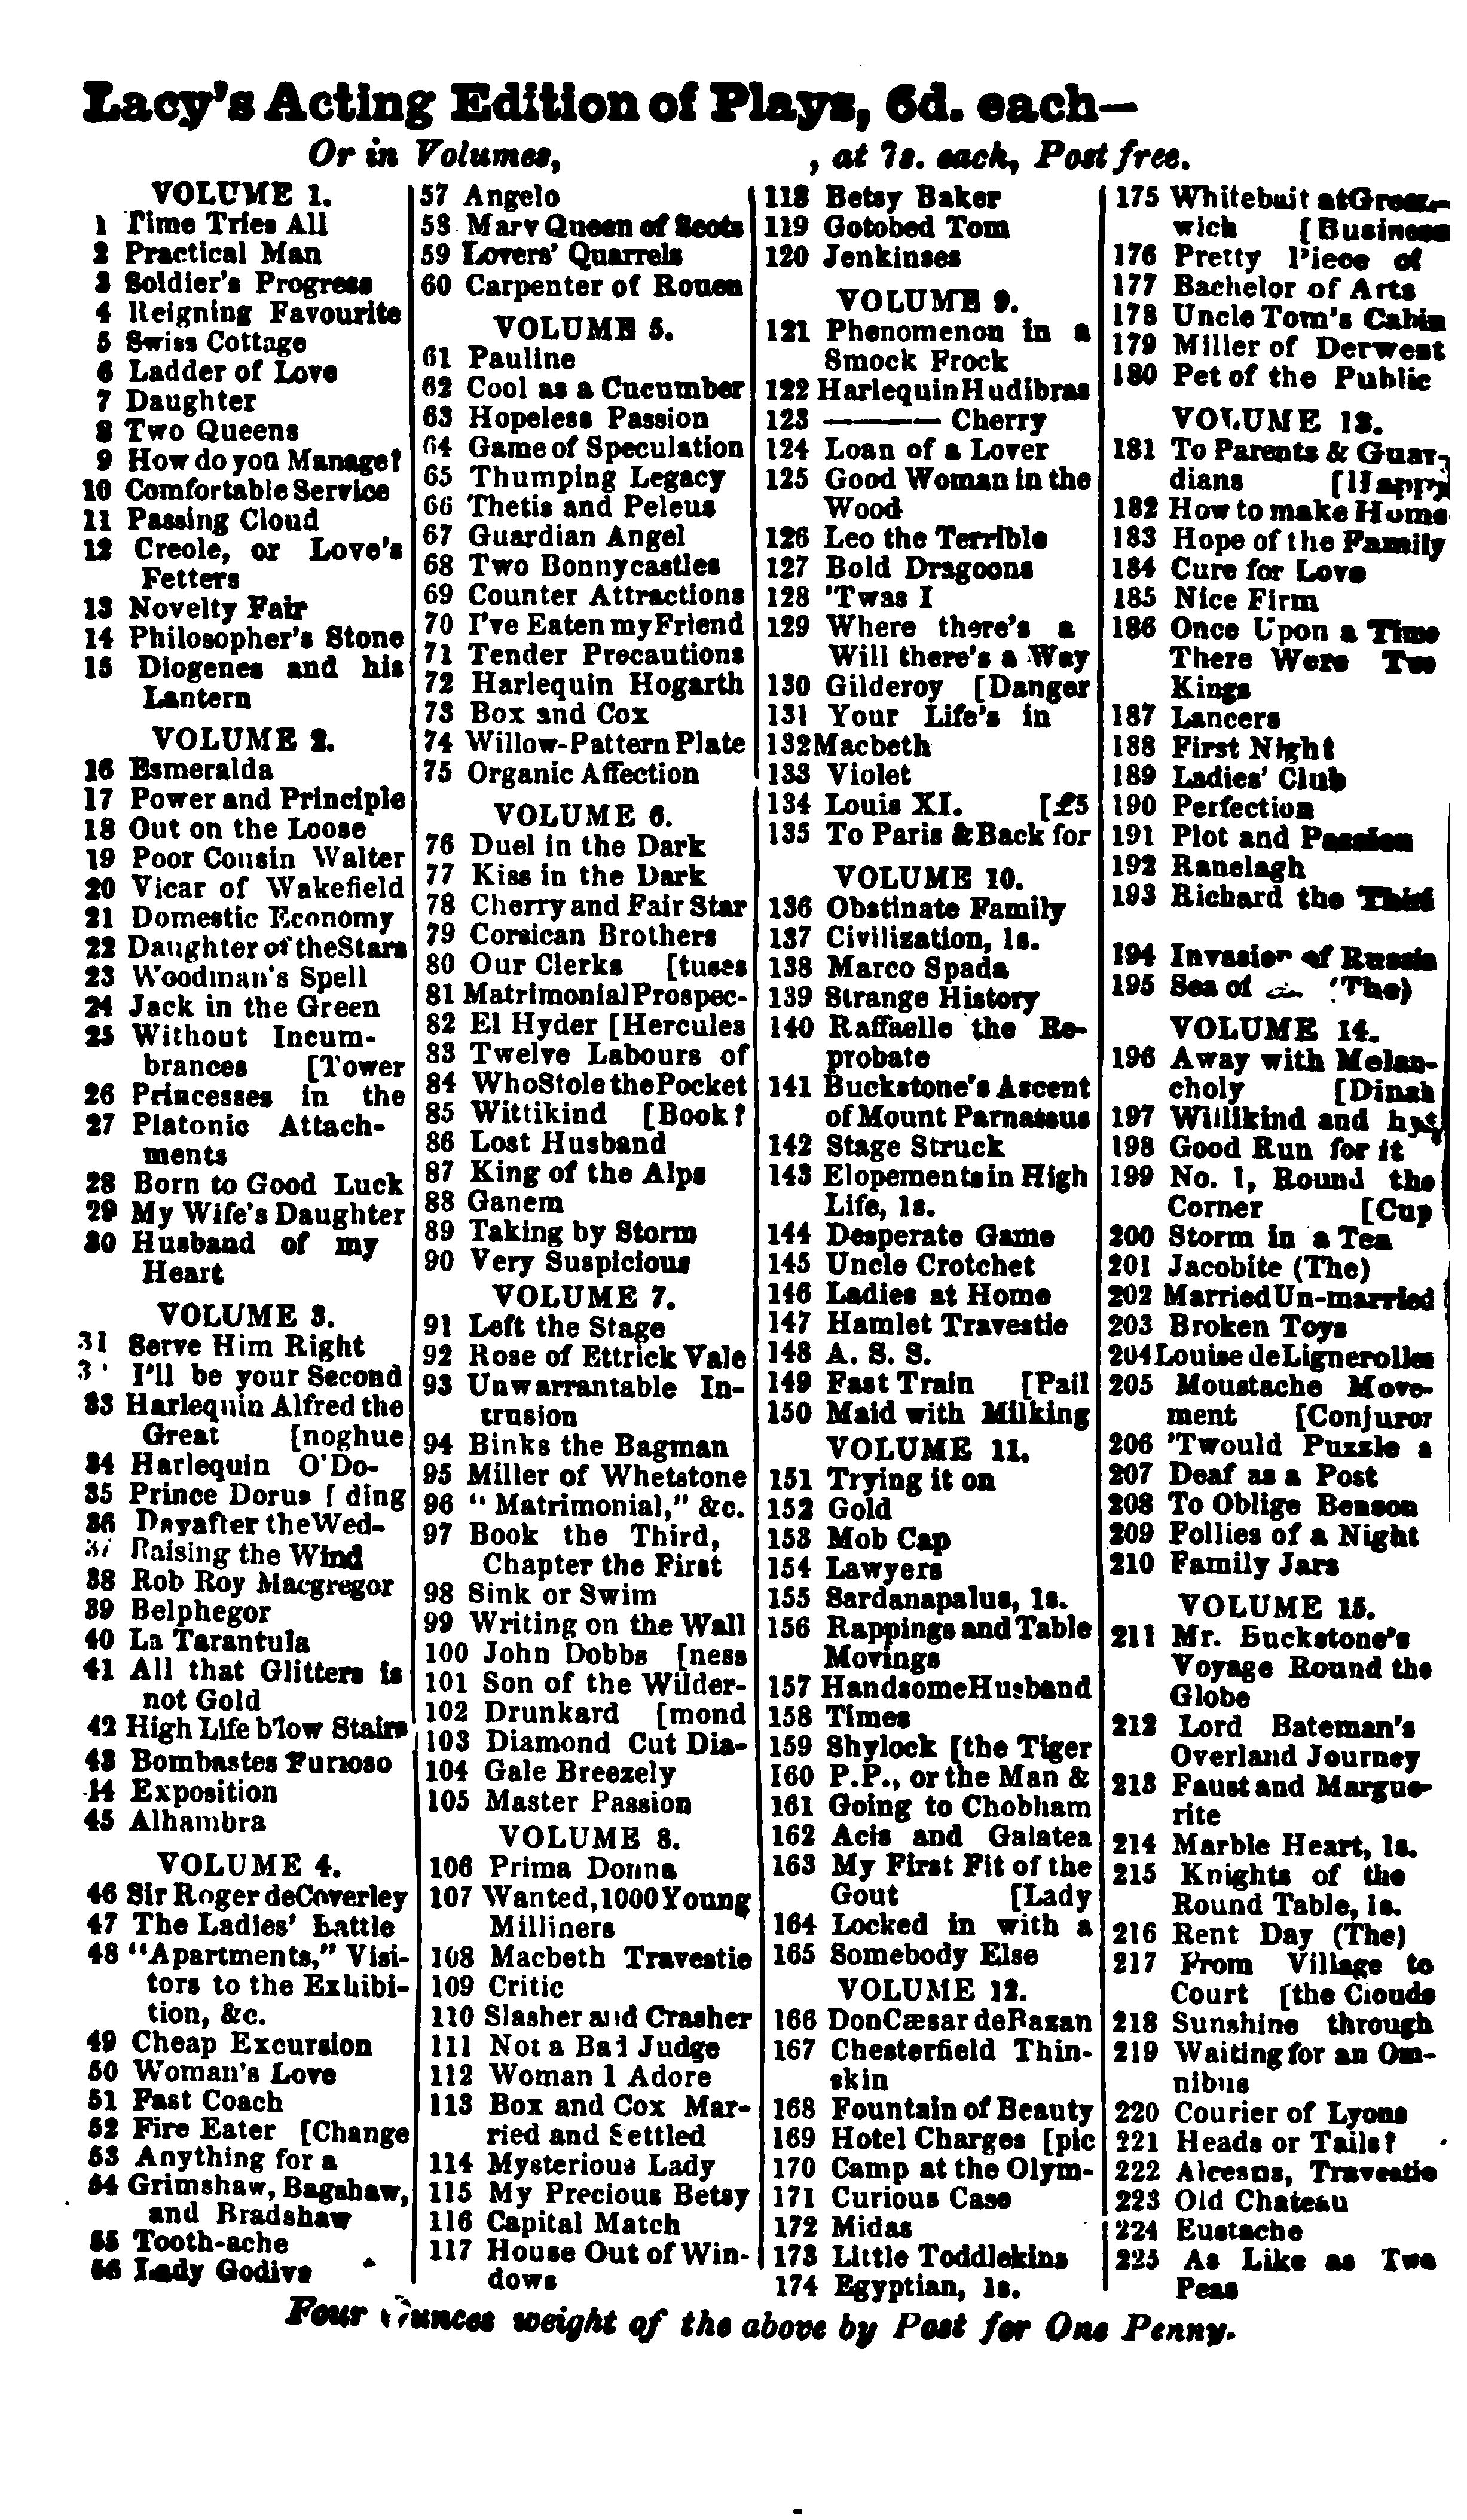 Lacy's Acting Edition of Plays, 6d. each—
Or in Volumes, , at 7s. each, Post free.
VOLUME 1.
1 Time Tries All
2 Practical Man
3 Soldier's Progress
4 Reigning Favourite
5 Swiss Cottage
6 Ladder of Love
7 Daughter
8 Two Queens
9 How do you Manage?
10 Comfortable Service
11 Passing Cloud
12 Creole, or Love's
Fetters
13 Novelty Fair
14 Philosopher's Stone
15 Diogenes and his
Lantern
VOLUME 2.
16 Esmeralda
17 Power and Principle
18 Out on the Loose
19 Poor Cousin Walter
20 Vicar of Wakefield
21 Domestic Economy
22 Daughter of the Stars
23 Woodman's Spell
24 Jack in the Green
25 Without Incum-
brances [Tower
26 Princesses in the
27 Platonic Attach-
ments
28 Born to Good Luck
29 My Wife's Daughter
30 Husband of my
Heart
VOLUME 3.
31 Serve Him Right
3 I'll be your Second
33 Harlequin Alfred the
Great [noghue
34 Harlequin O'Do-
35 Prince Dorus [ding
36 Day after the Wed-
37 Raising the Wind
38 Rob Roy Macgregor
39 Belphegor
40 La Tarantula
41 All that Glitters is
not Gold
42 High Life blow Stairs
43 Bombastes Furioso
44 Exposition
45 Alhambra
VOLUME 4.
46 Sir Roger de Coverley
47 The Ladies' Battle
48 "Apartments," Visi-
tors to the Exhibi-
tion, &c.
49 Cheap Excursion
50 Woman's Love
51 Fast Coach
52 Fire Eater [Change
53 Anything for a
54 Grimshaw, Bagshaw,
and Bradshaw
55 Tooth-ache
56 Lady Godiva
57 Angelo
58 Mary Queen of Scots
59 Lovers' Quarrels
60 Carpenter of Rouen
VOLUME 5.
61 Pauline
62 Cool as a Cucumber
63 Hopeless Passion
64 Game of Speculation
65 Thumping Legacy
66 Thetis and Peleus
67 Guardian Angel
68 Two Bonnycastles
69 Counter Attractions
70 I've Eaten my Friend
71 Tender Precautions
72 Harlequin Hogarth
73 Box and Cox
74 Willow-Pattern Plate
75 Organic Affection
VOLUME 6.
76 Duel in the Dark
77 Kiss in the Dark
78 Cherry and Fair Star
79 Corsican Brothers
80 Our Clerks [tuses
81 Matrimonial Prospec-
82 El Hyder [Hercules
83 Twelve Labours of
84 Who Stole the Pocket
85 Wittikind [Book?
86 Lost Husband
87 King of the Alps
88 Ganem
89 Taking by Storm
90 Very Suspicious
VOLUME 7.
91 Left the Stage
92 Rose of Ettrick Vale
93 Unwarrantable In-
trusion
94 Binks the Bagman
95 Miller of Whetstone
96 "Matrimonial," &c.
97 Book the Third,
Chapter the First
98 Sink or Swim
99 Writing on the Wall
100 John Dobbs [ness
101 Son of the Wilder-
102 Drunkard [mond
103 Diamond Cut Dia-
104 Gale Breezely
105 Master Passion
VOLUME 8.
106 Prima Donna
107 Wanted, 1000 Young
Milliners
108 Macbeth Travestie
109 Critic
110 Slasher and Crasher
111 Not a Bad Judge
112 Woman I Adore
113 Box and Cox Mar-
ried and Settled
114 Mysterious Lady
115 My Precious Betsy
116 Capital Match
117 House Out of Win-
dows
118 Betsy Baker
119 Gotobed Tom
120 Jenkinses
VOLUME 9.
121 Phenomenon in a
Smock Frock
122 Harlequin Hudibras
123 ——— Cherry
124 Loan of a Lover
125 Good Woman in the
Wood
126 Leo the Terrible
127 Bold Dragoons
128 'Twas I
129 Where there's a
Will there's a Way
130 Gilderoy [Danger
131 Your Life's in
132 Macbeth
133 Violet
134 Louis XI. [£5
135 To Paris & Back for
VOLUME 10.
136 Obstinate Family
137 Civilization, 1s.
138 Marco Spada
139 Strange History
140 Raffaelle the Re-
probate
141 Buckstone's Ascent
of Mount Parnassus
142 Stage Struck
143 Elopements in High
Life, 1s.
144 Desperate Game
145 Uncle Crotchet
146 Ladies at Home
147 Hamlet Travestie
148 A. S. S.
149 Fast Train [Pail
150 Maid with Milking
VOLUME 11.
151 Trying it on
152 Gold
153 Mob Cap
154 Lawyers
155 Sardanapalus, 1s.
156 Rappings and Table
Movings
157 Handsome Husband
158 Times
159 Shylock [the Tiger
160 P.P., or the Man &
161 Going to Chobham
162 Acis and Galatea
163 My First Fit of the
Gout [Lady
164 Locked in with a
165 Somebody Else
VOLUME 12.
166 Don Cæsar de Bazan
167 Chesterfield Thin-
skin
168 Fountain of Beauty
169 Hotel Charges [pic
170 Camp at the Olym-
171 Curious Case
172 Midas
173 Little Toddlekins
174 Egyptian, 1s.
175 Whitebait at Green-
wich [Business
176 Pretty Piece of
177 Bachelor of Arts
178 Uncle Tom's Cabin
179 Miller of Derwent
180 Pet of the Public
VOLUME 13.
181 To Parents & Guar-
dians [Happy
182 How to make Home
183 Hope of the Family
184 Cure for Love
185 Nice Firm
186 Once Upon a Time
There Were Two
Kings
187 Lancers
188 First Night
189 Ladies' Club
190 Perfection
191 Plot and Passion
192 Ranelagh
193 Richard the Third
194 Invasion of Russia
195 Sea of (The)
VOLUME 14.
196 Away with Melan-
choly [Dinah
197 Willikind and hys
198 Good Run for it
199 No. 1, Round the
Corner [Cup
200 Storm in a Tea
201 Jacobite (The)
202 Married Un-married
203 Broken Toys
204 Louise de Lignerolles
205 Moustache Move-
ment [Conjuror
206 'Twould Puzzle a
207 Deaf as a Post
208 To Oblige Benson
209 Follies of a Night
210 Family Jars
VOLUME 15.
211 Mr. Buckstone's
Voyage Round the
Globe
212 Lord Bateman's
Overland Journey
213 Faust and Margue-
rite
214 Marble Heart, 1s.
215 Knights of the
Round Table, 1s.
216 Rent Day (The)
217 From Village to
Court [the Clouds
218 Sunshine through
219 Waiting for an Om-
nibus
220 Courier of Lyons
221 Heads or Tails?
222 Alcestis, Travestie
223 Old Chateau
224 Eustache
225 As Like as Two
Peas
Four Ounces weight of the above by Post for One Penny.